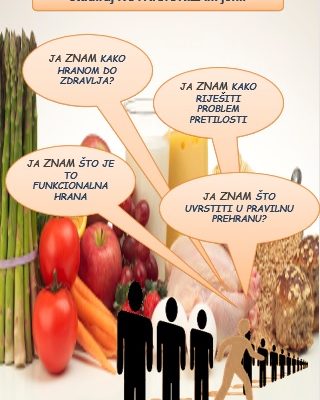 JA ZNAM KAKO
HRANOM DO
ZDRAVLJA?
JA ZNAM KAKO
RIJEŠITI
PROBLEM
PRETILOSTI
JA ZNAM ŠTO JE
TO
FUNKCIONALNA
HRANA
JA ZNAM ŠTO
UVRSTITI U PRAVILNU
PREHRANU?